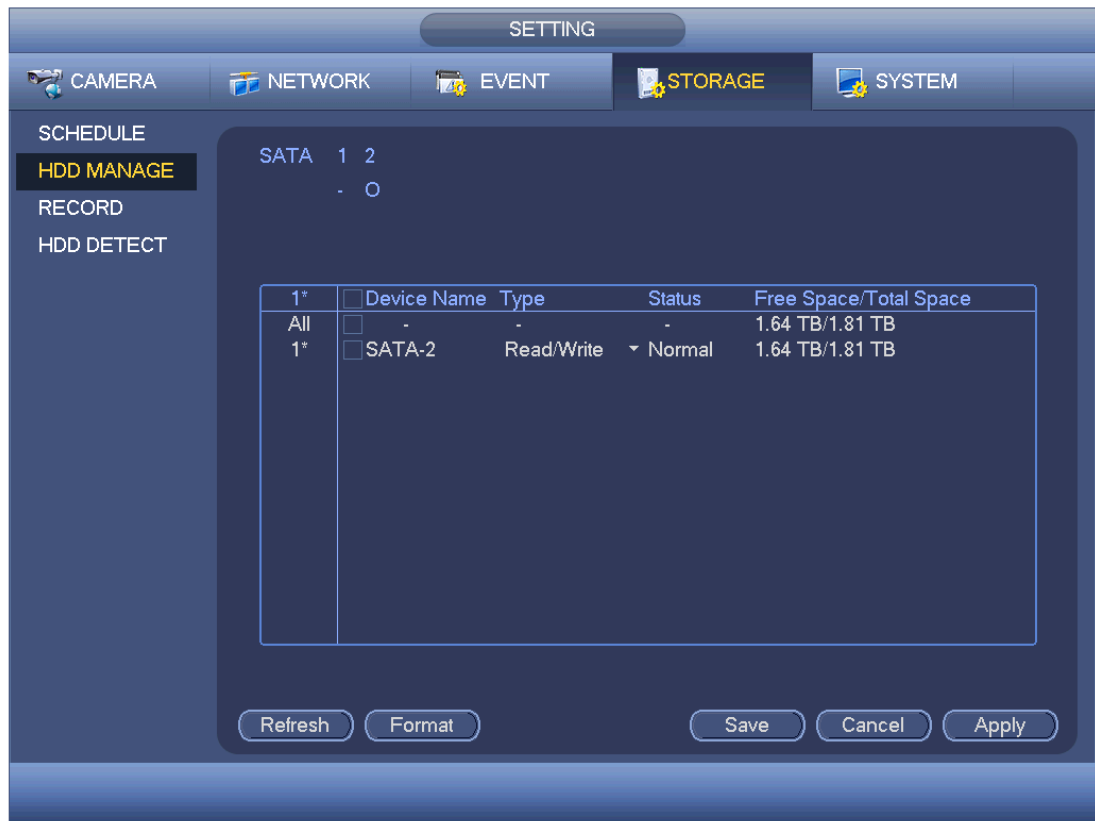 SETTING
CAMERA NETWORK EVENT STORAGE SYSTEM
SCHEDULE
HDD MANAGE
RECORD
HDD DETECT
SATA 1 2
- O
1* Device Name Type Status Free Space/Total Space
All - - - 1.64 TB/1.81 TB
1* SATA-2 Read/Write Normal 1.64 TB/1.81 TB
Refresh Format Save Cancel Apply